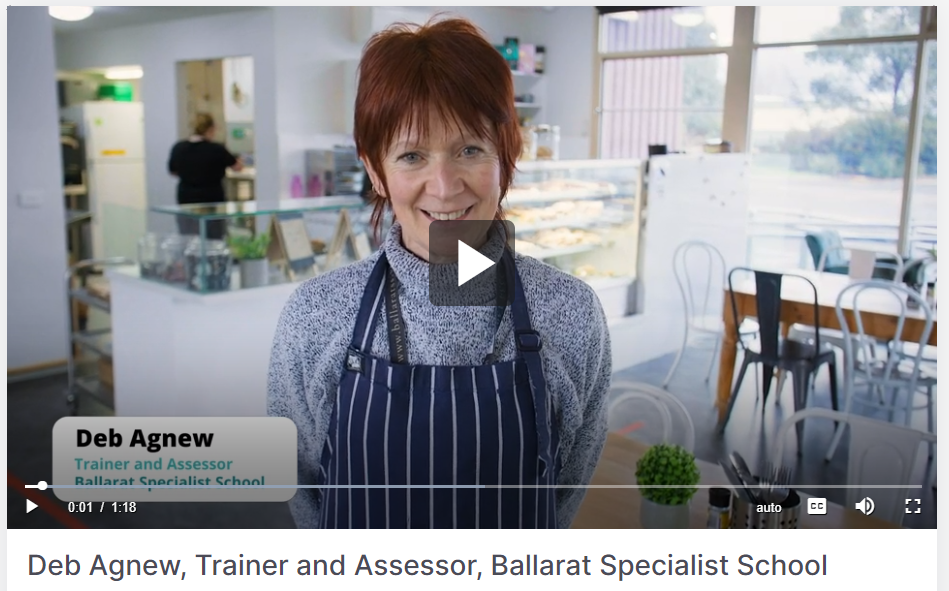 Deb Agnew
Trainer and Assessor
Ballarat Specialist School
0:01 / 1:18
auto
CC
Deb Agnew, Trainer and Assessor, Ballarat Specialist School